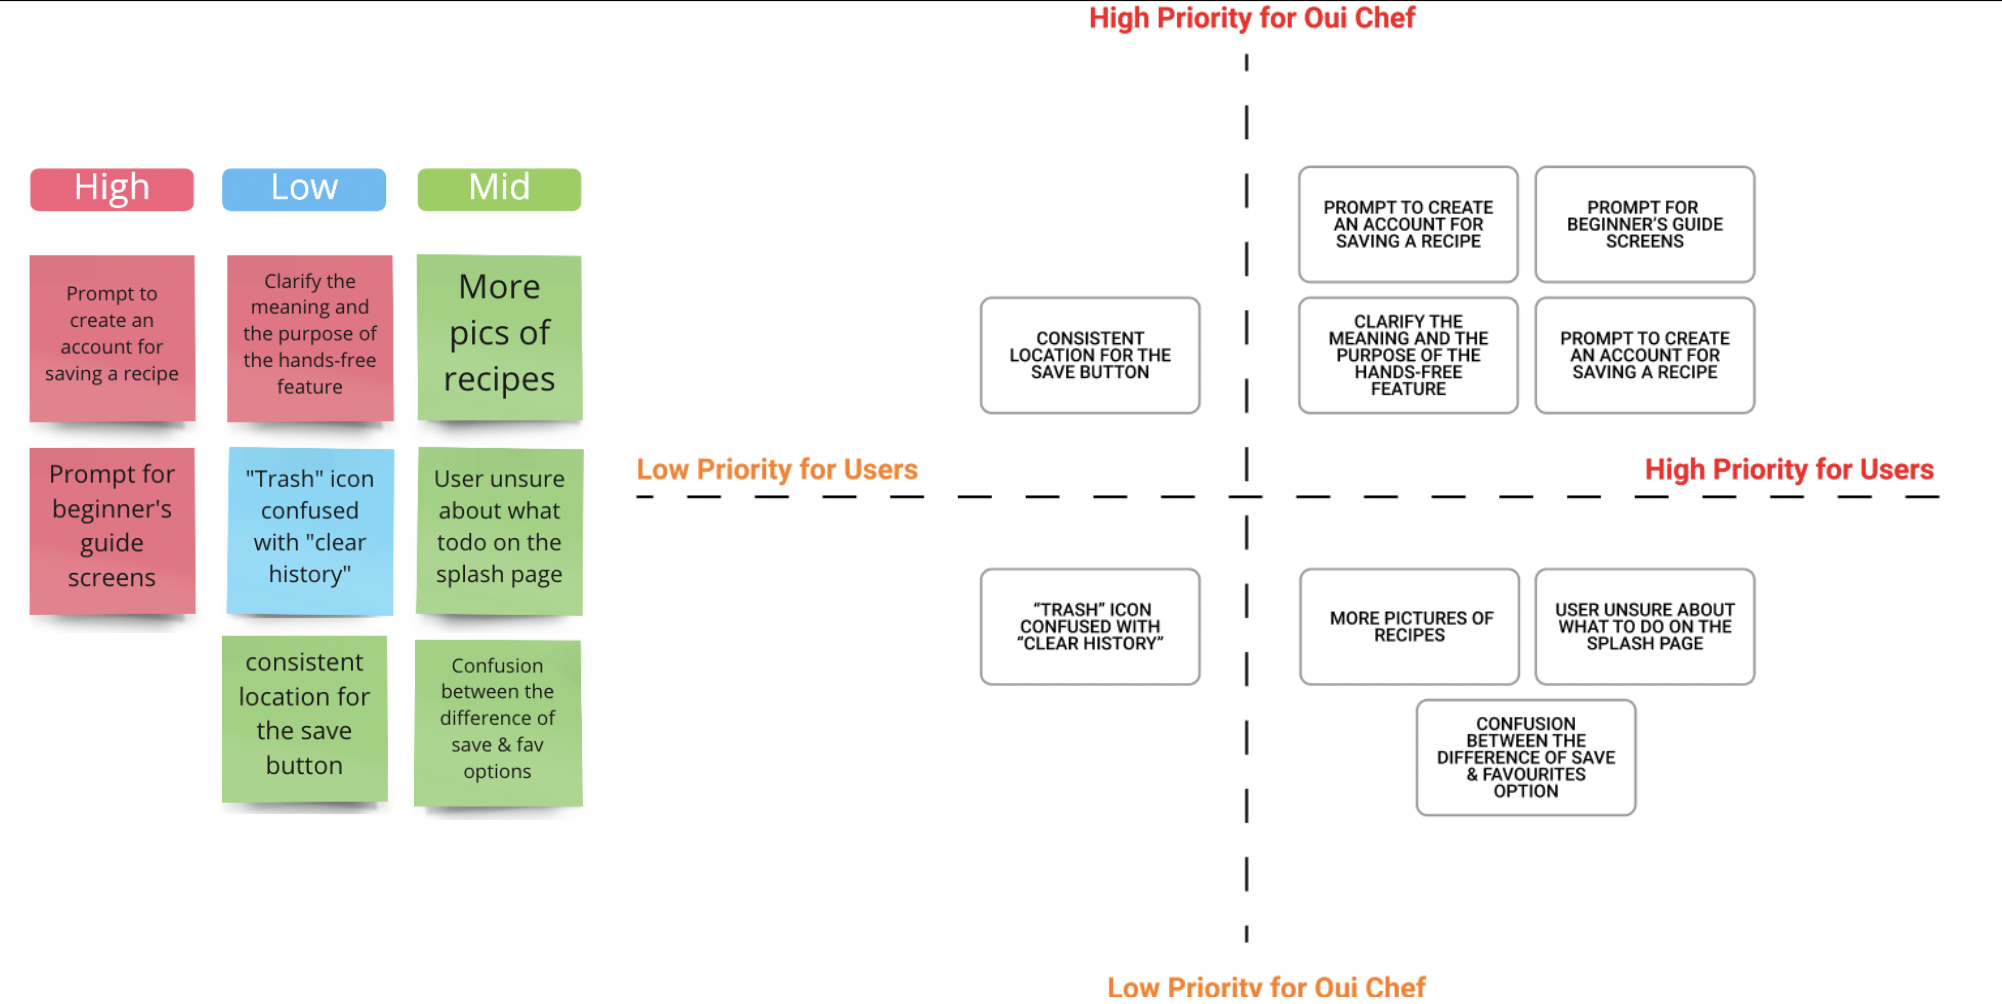 High Priority for Oui Chef
High
Low
Mid
Prompt to
create an
account for
saving a recipe
Clarify the
meaning and
the purpose of
the hands-free
feature
More
pics of
recipes
Prompt for
beginner's
guide
screens
"Trash" icon
confused
with "clear
history"
User unsure
about what
todo on the
splash page
consistent
location for
the save
button
Confusion
between the
difference of
save & fav
options
PROMPT TO CREATE
AN ACCOUNT FOR
SAVING A RECIPE
PROMPT FOR
BEGINNER'S GUIDE
SCREENS
CONSISTENT
LOCATION FOR THE
SAVE BUTTON
CLARIFY THE
MEANING AND THE
PURPOSE OF THE
HANDS-FREE
FEATURE
PROMPT TO CREATE
AN ACCOUNT FOR
SAVING A RECIPE
Low Priority for Users
High Priority for Users
“TRASH” ICON
CONFUSED WITH
“CLEAR HISTORY”
MORE PICTURES OF
RECIPES
USER UNSURE ABOUT
WHAT TO DO ON THE
SPLASH PAGE
CONFUSION
BETWEEN THE
DIFFERENCE OF SAVE
& FAVOURITES
OPTION
Low Priority for Oui Chef